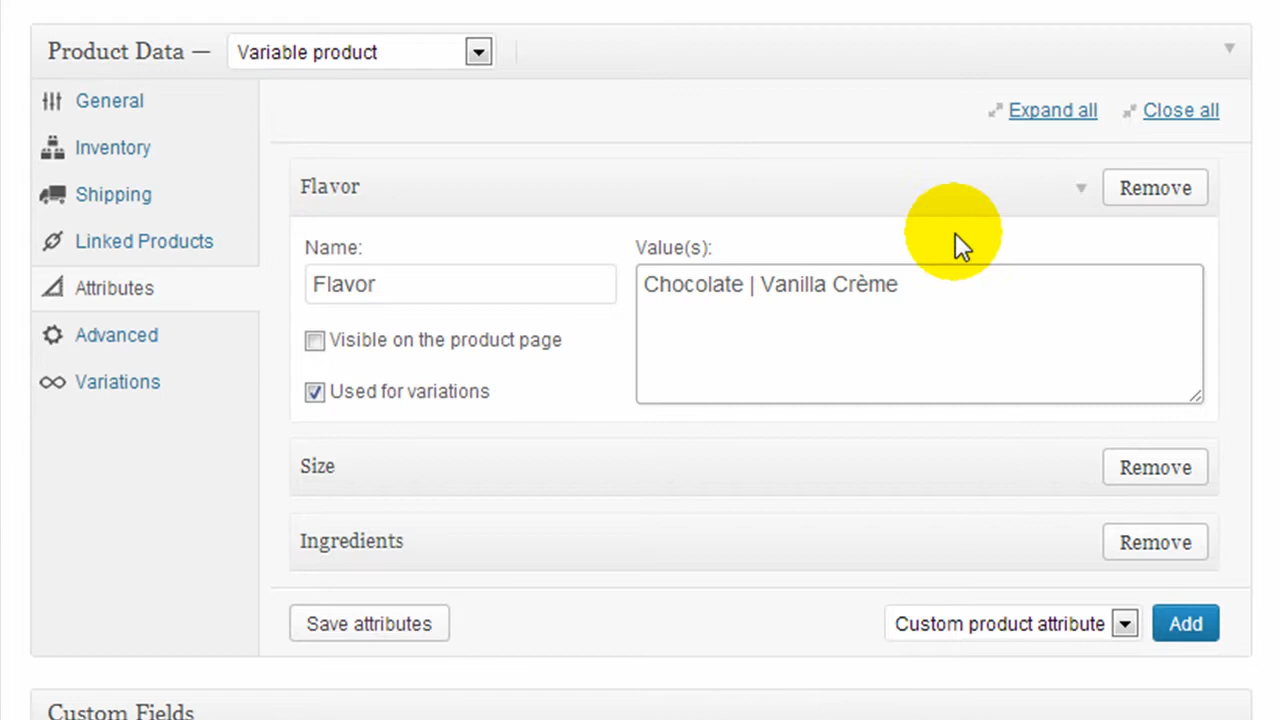 Product Data — Variable product
General
Inventory
Shipping
Linked Products
Attributes
Advanced
Variations
Expand all Close all
Flavor Remove
Name: Value(s):
Flavor Chocolate | Vanilla Crème
Visible on the product page
Used for variations
Size Remove
Ingredients Remove
Save attributes Custom product attribute Add
Custom Fields